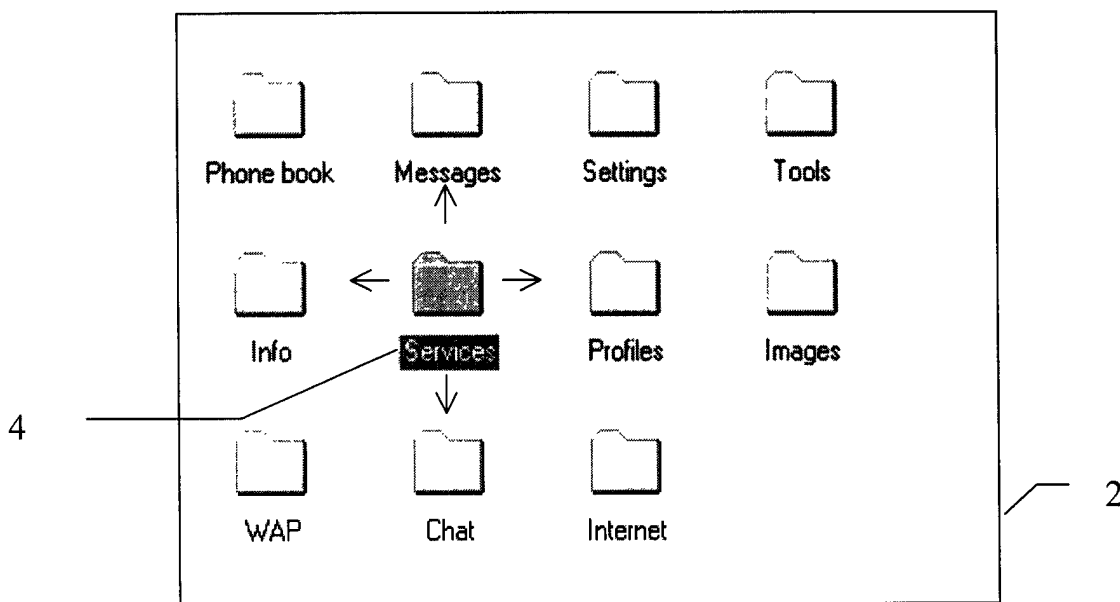 Phone book Messages Settings Tools
Info Services Profiles Images
4
WAP Chat Internet
2